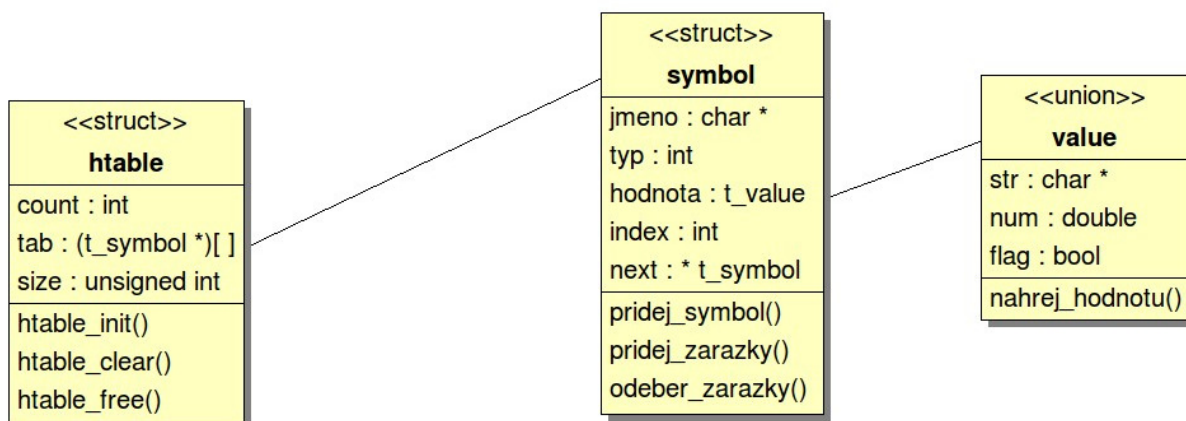 <<struct>>
htable
count : int
tab : (t_symbol *)[ ]
size : unsigned int
htable_init()
htable_clear()
htable_free()
<<struct>>
symbol
jmeno : char *
typ : int
hodnota : t_value
index : int
next : * t_symbol
pridej_symbol()
pridej_zarazky()
odeber_zarazky()
<<union>>
value
str : char *
num : double
flag : bool
nahrej_hodnotu()